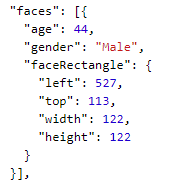 "faces": [{
"age": 44,
"gender": "Male",
"faceRectangle": {
"left": 527,
"top": 113,
"width": 122,
"height": 122
}
}],